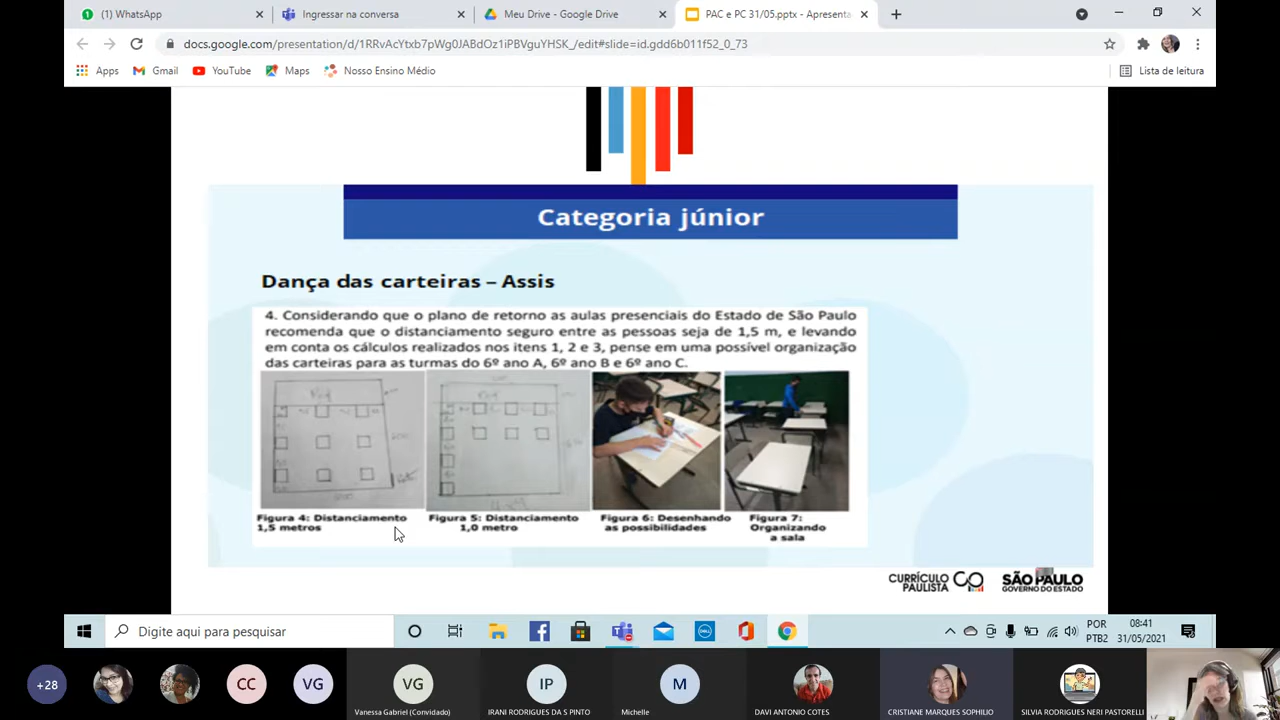 (1) WhatsApp
Ingressar na conversa
Meu Drive - Google Drive
PAC e PC 31/05.pptx - Apresenta
docs.google.com/presentation/d/1RRvAcYtxb7pWg0JABdOz1iPBVguYHSK_/edit#slide=id.gdd6b011f52_0_73
Apps
Gmail
YouTube
Maps
Nosso Ensino Médio
Lista de leitura
Categoria júnior
Dança das carteiras – Assis
4. Considerando que o plano de retorno as aulas presenciais do Estado de São Paulo
recomenda que o distanciamento seguro entre as pessoas seja de 1,5 m, e levando
em conta os cálculos realizados nos itens 1, 2 e 3, pense em uma possível organização
das carteiras para as turmas do 6º ano A, 6º ano B e 6º ano C.
Figura 4: Distanciamento
1,5 metros
Figura 5: Distanciamento
1,0 metro
Figura 6: Desenhando
as possibilidades
Figura 7:
Organizando
a sala
CURRÍCULO
PAULISTA
SÃO PAULO
GOVERNO DO ESTADO
Digite aqui para pesquisar
POR
PTB2
08:41
31/05/2021
+28
CC
VG
VG
Vanessa Gabriel (Convidado)
IP
IRANI RODRIGUES DA S PINTO
M
Michelle
DAVI ANTONIO COTES
CRISTIANE MARQUES SOPHILIO
SILVIA RODRIGUES NERI PASTORELLI